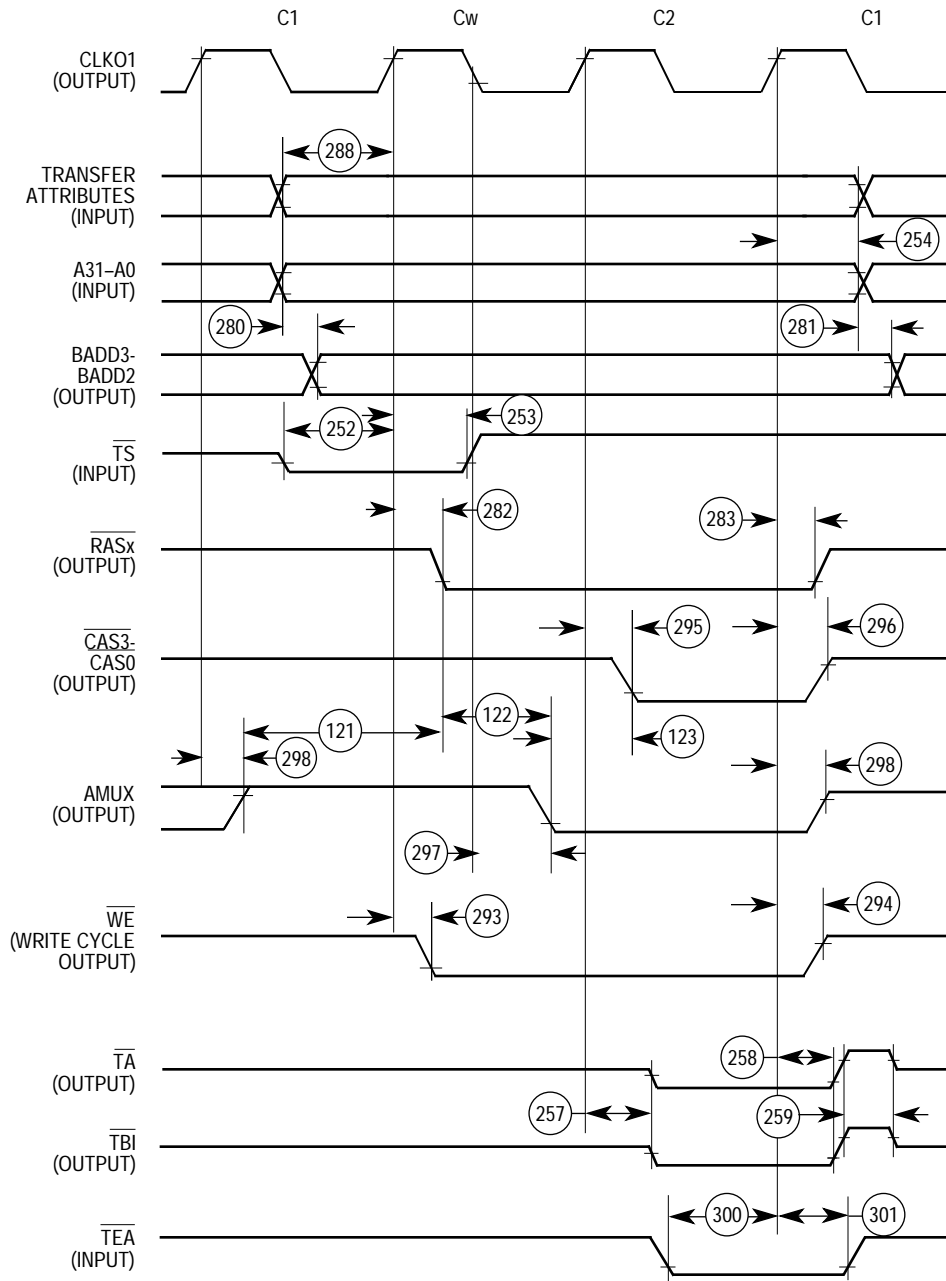 C1 Cw C2 C1
CLKO1
(OUTPUT)
288
TRANSFER
ATTRIBUTES
(INPUT)
254
A31–A0
(INPUT)
280 281
BADD3-
BADD2
(OUTPUT)
252 253
TS
(INPUT)
282 283
RASx
(OUTPUT)
295 296
CAS3-
CAS0
(OUTPUT)
121 122 123
298 298
AMUX
(OUTPUT)
297
293 294
WE
(WRITE CYCLE
OUTPUT)
258
TA
(OUTPUT)
257 259
TBI
(OUTPUT)
300 301
TEA
(INPUT)